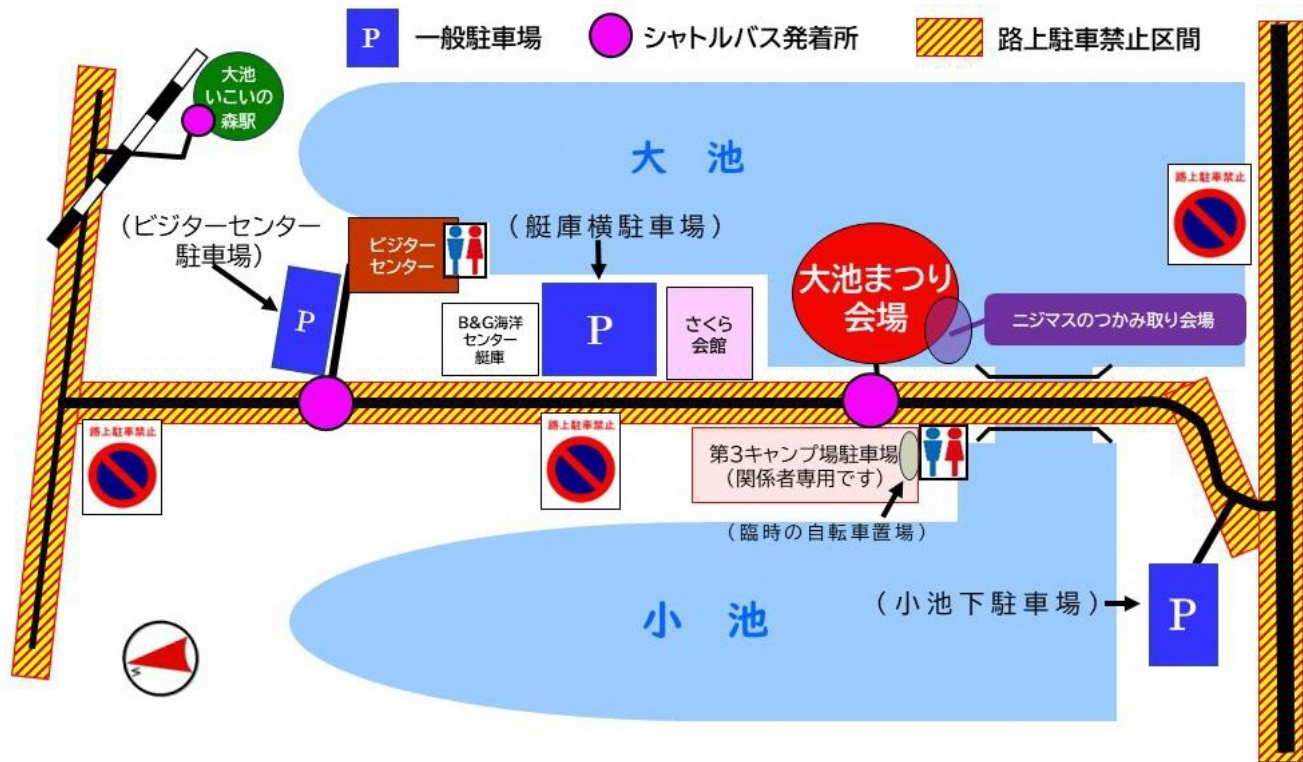 P 一般駐車場 シャトルバス発着所 路上駐車禁止区間
大池
いこいの
森駅
大 池
路上駐車禁止
(ビジターセンター
駐車場)
ビジター
センター
(艇庫横駐車場)
P
B&G海洋
センター
艇庫
P
さくら
会館
大池まつり
会場
ニジマスのつかみ取り会場
路上駐車禁止
路上駐車禁止
第3キャンプ場駐車場
(関係者専用です)
(臨時の自転車置場)
小 池
(小池下駐車場)
P